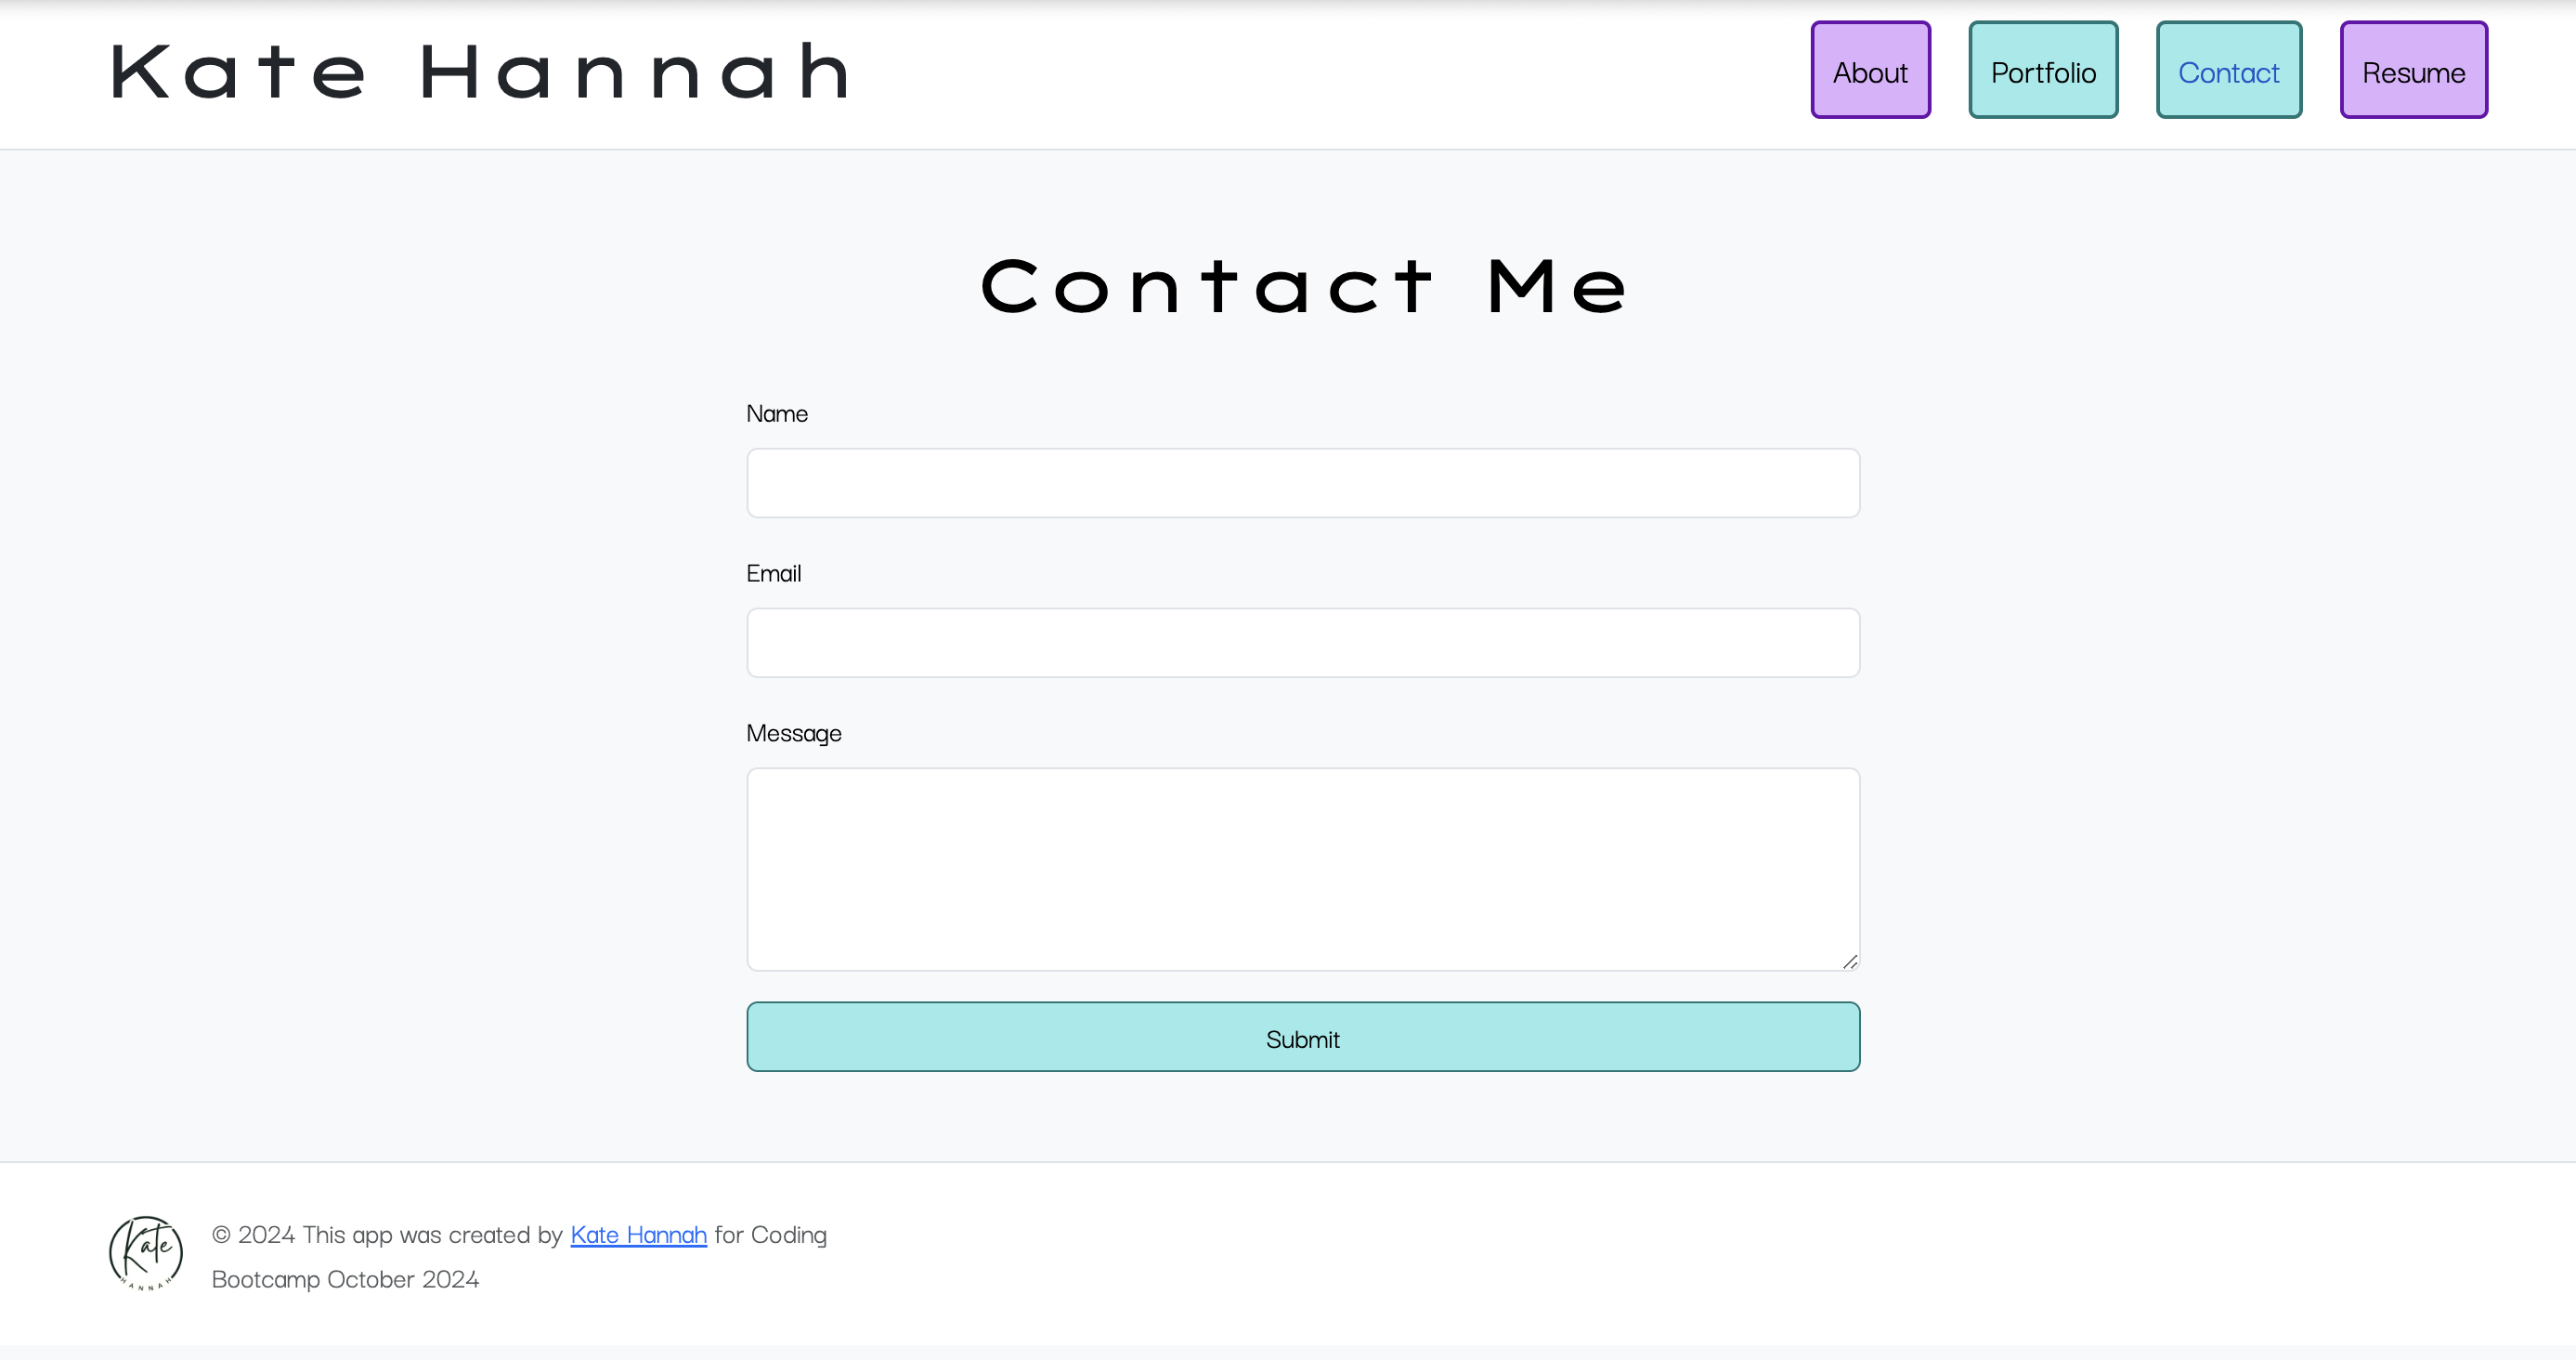 Kate Hannah
About Portfolio Contact Resume
Contact Me
Name
Email
Message
Submit
Kate
HANNAH
© 2024 This app was created by Kate Hannah for Coding
Bootcamp October 2024